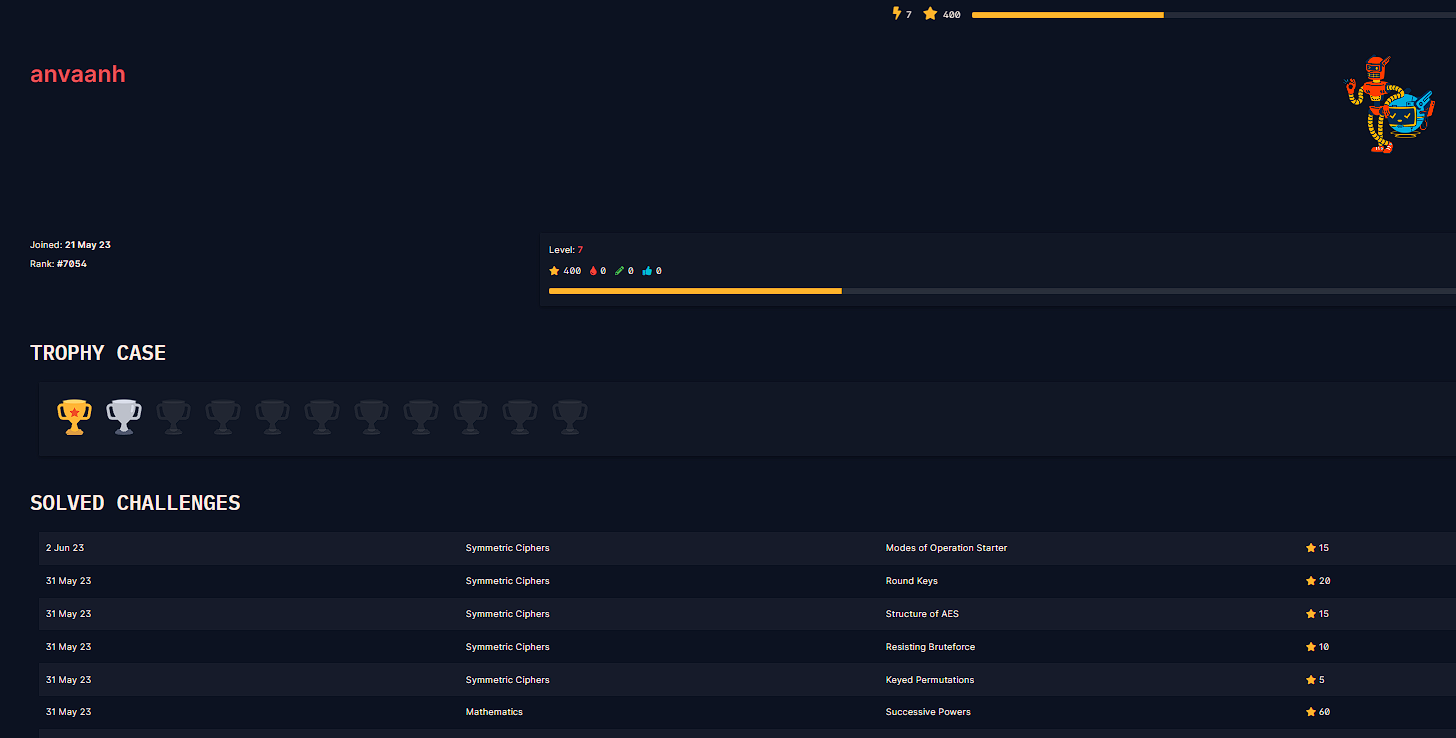 7 400
anvaanh
Joined: 21 May 23
Rank: #7054
Level: 7
400 0 0 0
TROPHY CASE
SOLVED CHALLENGES
2 Jun 23 Symmetric Ciphers Modes of Operation Starter 15
31 May 23 Symmetric Ciphers Round Keys 20
31 May 23 Symmetric Ciphers Structure of AES 15
31 May 23 Symmetric Ciphers Resisting Bruteforce 10
31 May 23 Symmetric Ciphers Keyed Permutations 5
31 May 23 Mathematics Successive Powers 60